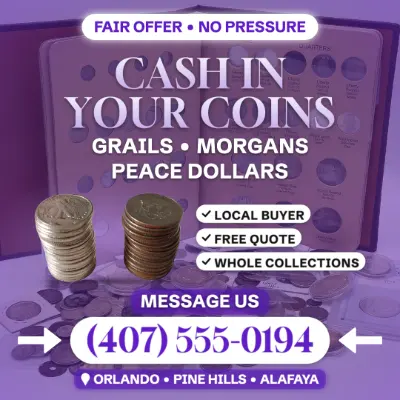 FAIR OFFER • NO PRESSURE
QUARTERS
CASH IN
YOUR COINS
GRAILS • MORGANS
PEACE DOLLARS
✓ LOCAL BUYER
✓ FREE QUOTE
✓ WHOLE COLLECTIONS
MESSAGE US
(407) 555-0194
ORLANDO • PINE HILLS • ALAFAYA